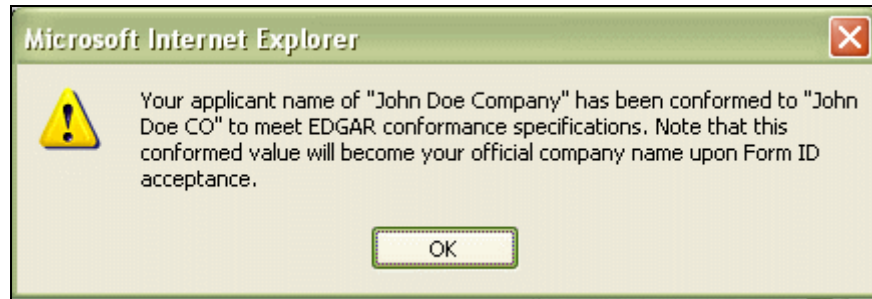 Microsoft Internet Explorer
Your applicant name of "John Doe Company" has been conformed to "John
Doe CO" to meet EDGAR conformance specifications. Note that this
conformed value will become your official company name upon Form ID
acceptance.
OK